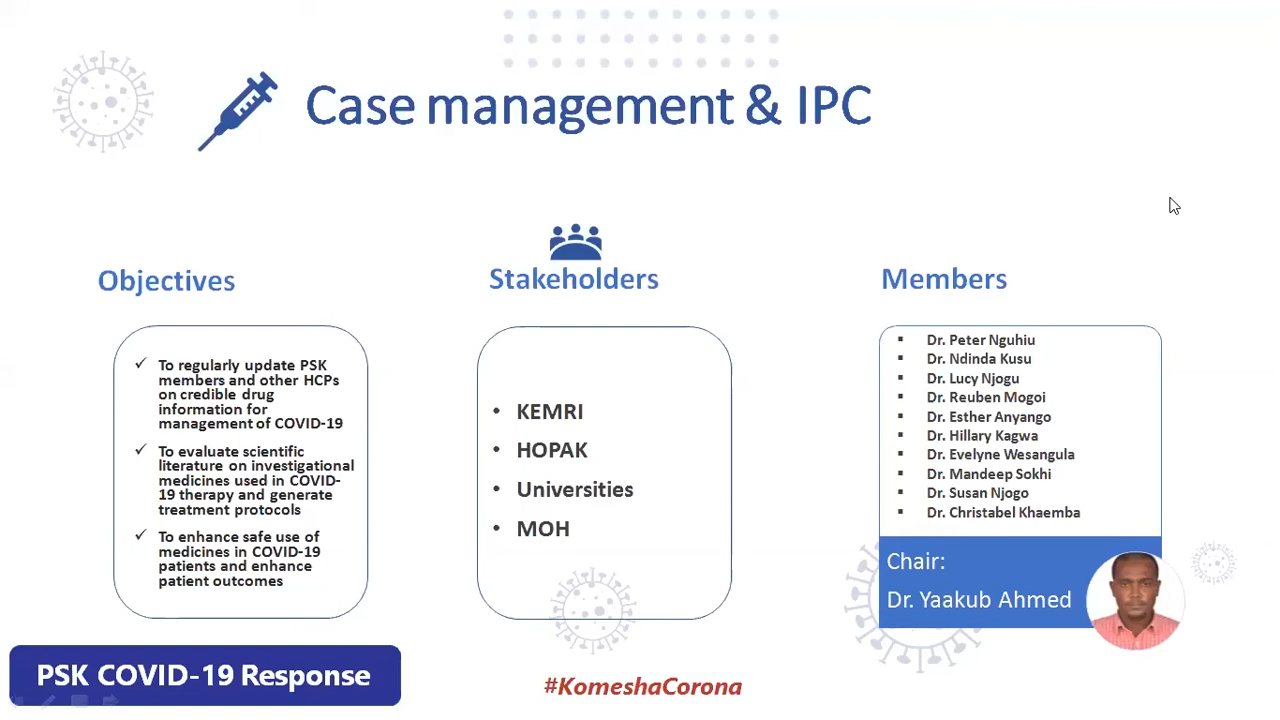 Case management & IPC
Objectives
To regularly update PSK
members and other HCPs
on credible drug
information for
management of COVID-19
To evaluate scientific
literature on investigational
medicines used in COVID-
19 therapy and generate
treatment protocols
To enhance safe use of
medicines in COVID-19
patients and enhance
patient outcomes
Stakeholders
KEMRI
HOPAK
Universities
MOH
Members
Dr. Peter Nguhiu
Dr. Ndinda Kusu
Dr. Lucy Njogu
Dr. Reuben Mogoi
Dr. Esther Anyango
Dr. Hillary Kagwa
Dr. Evelyne Wesangula
Dr. Mandeep Sokhi
Dr. Susan Njogo
Dr. Christabel Khaemba
Chair:
Dr. Yaakub Ahmed
PSK COVID-19 Response
#KomeshaCorona